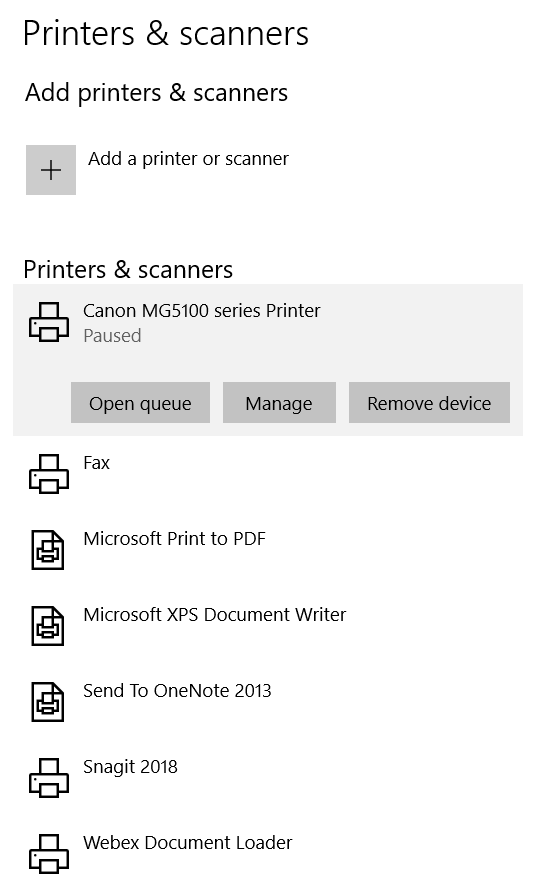 Printers & scanners
Add printers & scanners
Add a printer or scanner
Printers & scanners
Canon MG5100 series Printer
Paused
Open queue
Manage
Remove device
Fax
Microsoft Print to PDF
Microsoft XPS Document Writer
Send To OneNote 2013
Snagit 2018
Webex Document Loader